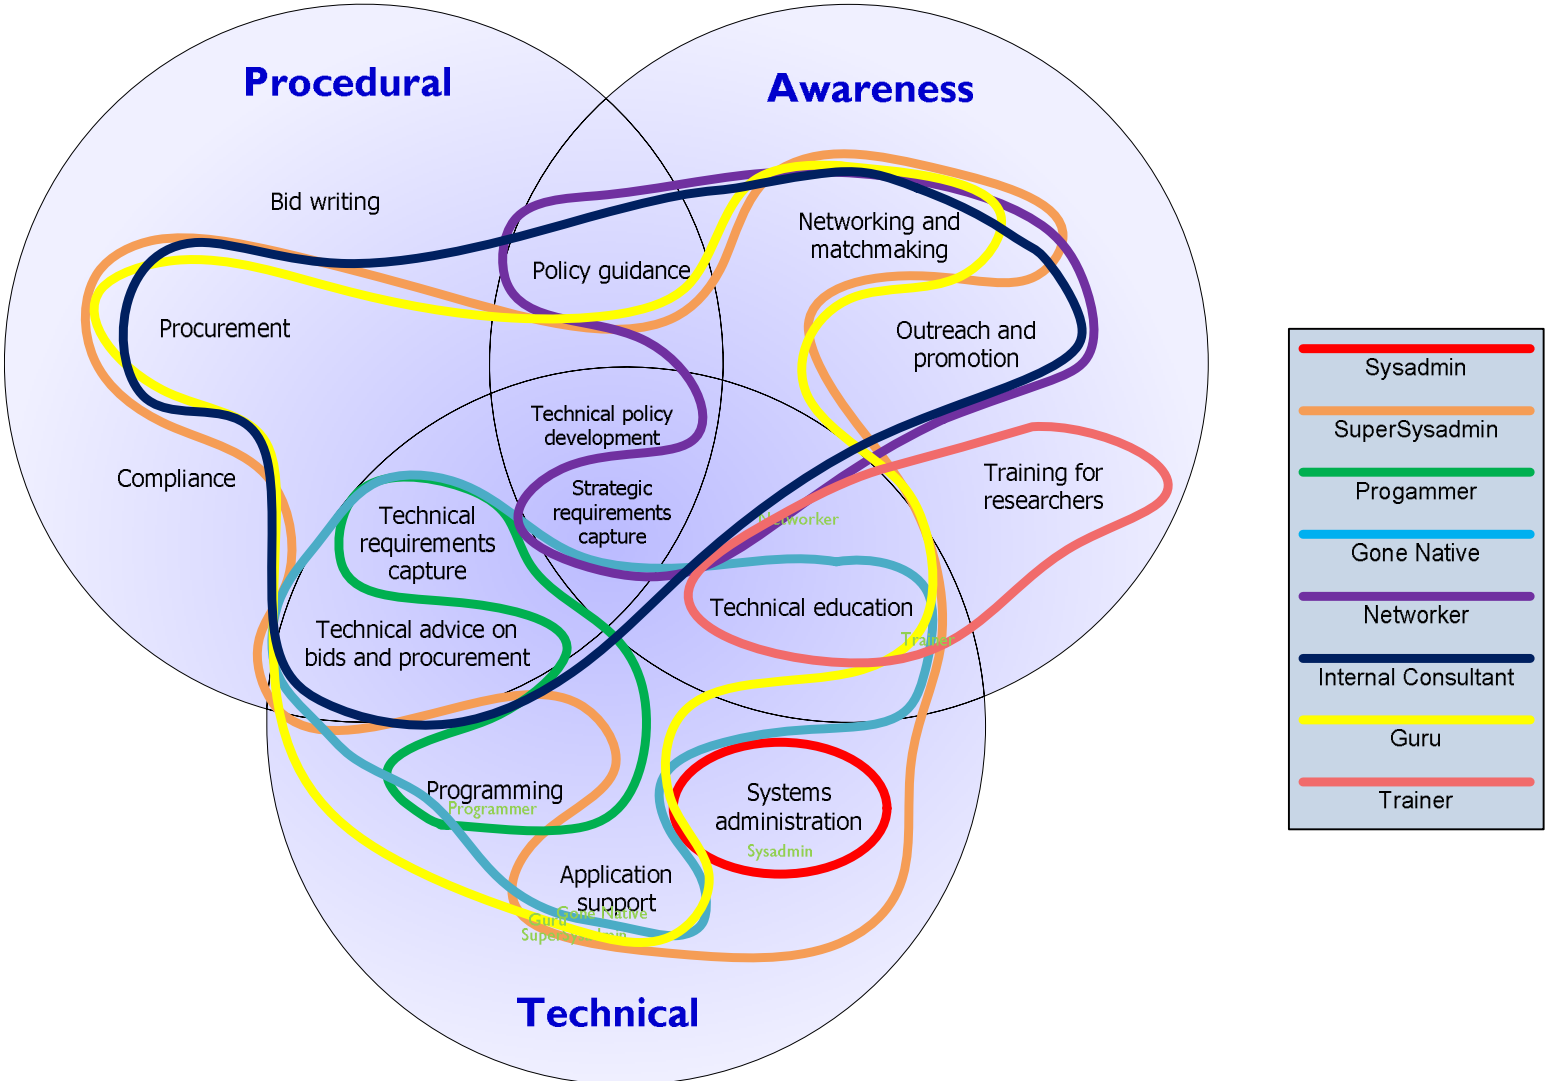 Procedural
Awareness
Bid writing
Networking and
matchmaking
Policy guidance
Procurement
Outreach and
promotion
Technical policy
development
Compliance
Training for
researchers
Strategic
requirements
capture
Technical
requirements
capture
Networker
Technical education
Technical advice on
bids and procurement
Trainer
Programming
Programmer
Systems
administration
Sysadmin
Application
support
Gone Native
Guru
SuperSysadmin
Technical
Sysadmin
SuperSysadmin
Progammer
Gone Native
Networker
Internal Consultant
Guru
Trainer